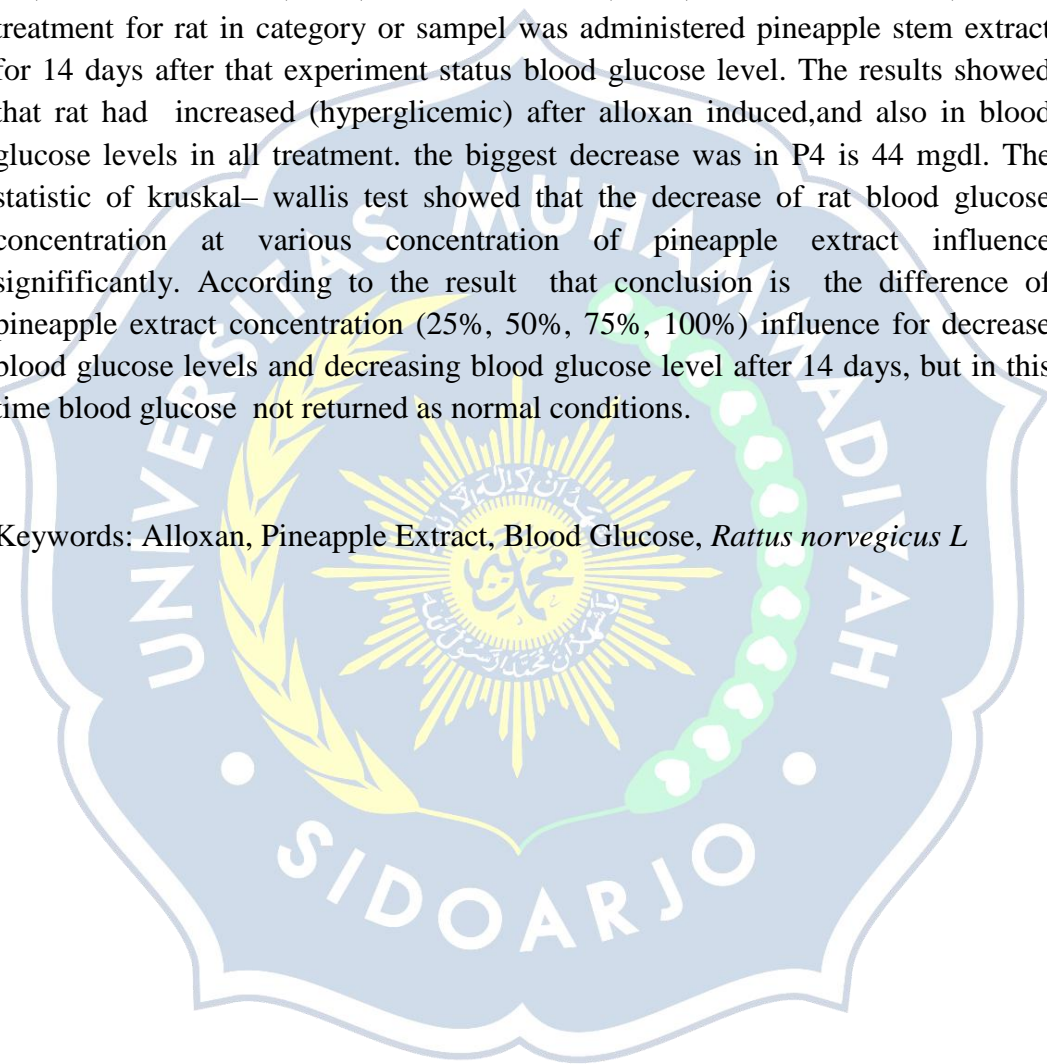 treatment for rat in category or sampel was administered pineapple stem extract
for 14 days after that experiment status blood glucose level. The results showed
that rat had increased (hyperglicemic) after alloxan induced,and also in blood
glucose levels in all treatment. the biggest decrease was in P4 is 44 mgdl. The
statistic of kruskal– wallis test showed that the decrease of rat blood glucose
concentration at various concentration of pineapple extract influence
signifificantly. According to the result that conclusion is the difference of
pineapple extract concentration (25%, 50%, 75%, 100%) influence for decrease
blood glucose levels and decreasing blood glucose level after 14 days, but in this
time blood glucose not returned as normal conditions.
Keywords: Alloxan, Pineapple Extract, Blood Glucose, Rattus norvegicus L
UNIVERSITAS MUHAMMADIYAH
SIDOARJO